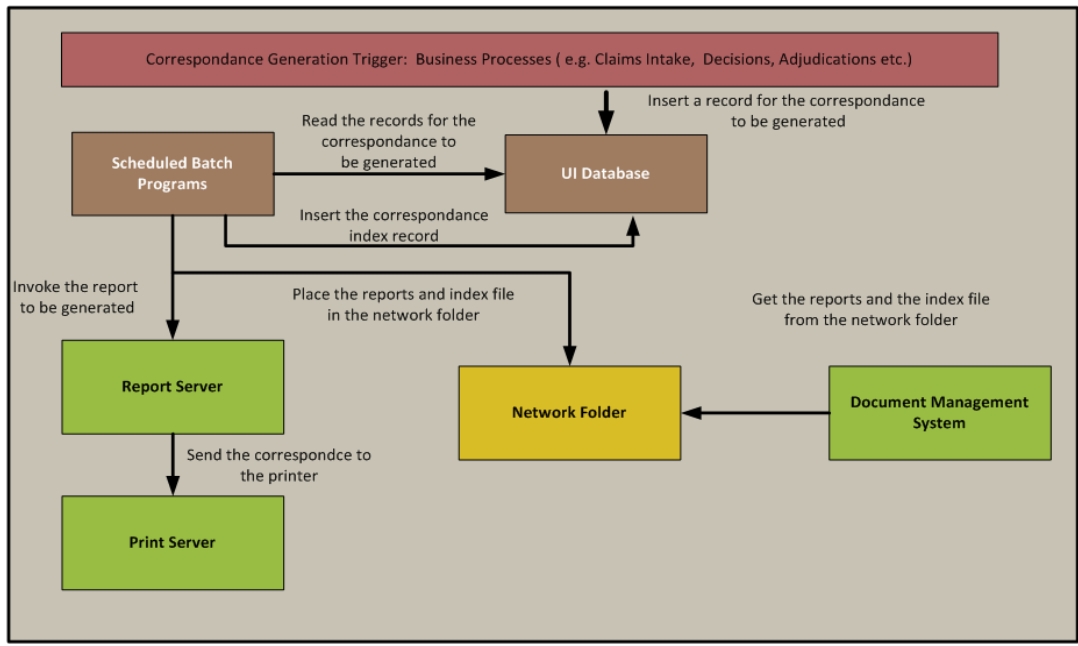 Correspondance Generation Trigger: Business Processes ( e.g. Claims Intake, Decisions, Adjudications etc.)
Insert a record for the correspondance
to be generated
Read the records for the
correspondance to
be generated
Scheduled Batch
Programs
UI Database
Insert the correspondance
index record
Invoke the report
to be generated
Place the reports and index file
in the network folder
Get the reports and the index file
from the network folder
Report Server
Network Folder
Document Management
System
Send the correspondce to
the printer
Print Server